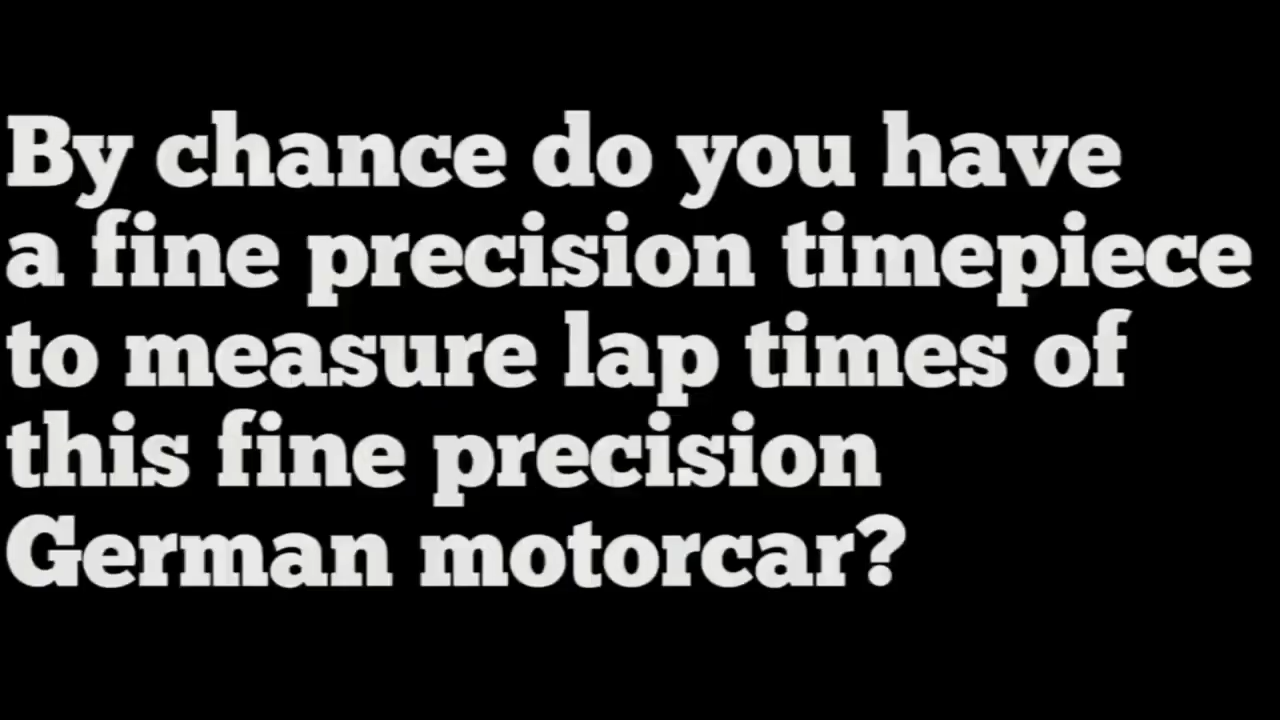 By chance do you have
a fine precision timepiece
to measure lap times of
this fine precision
German motorcar?